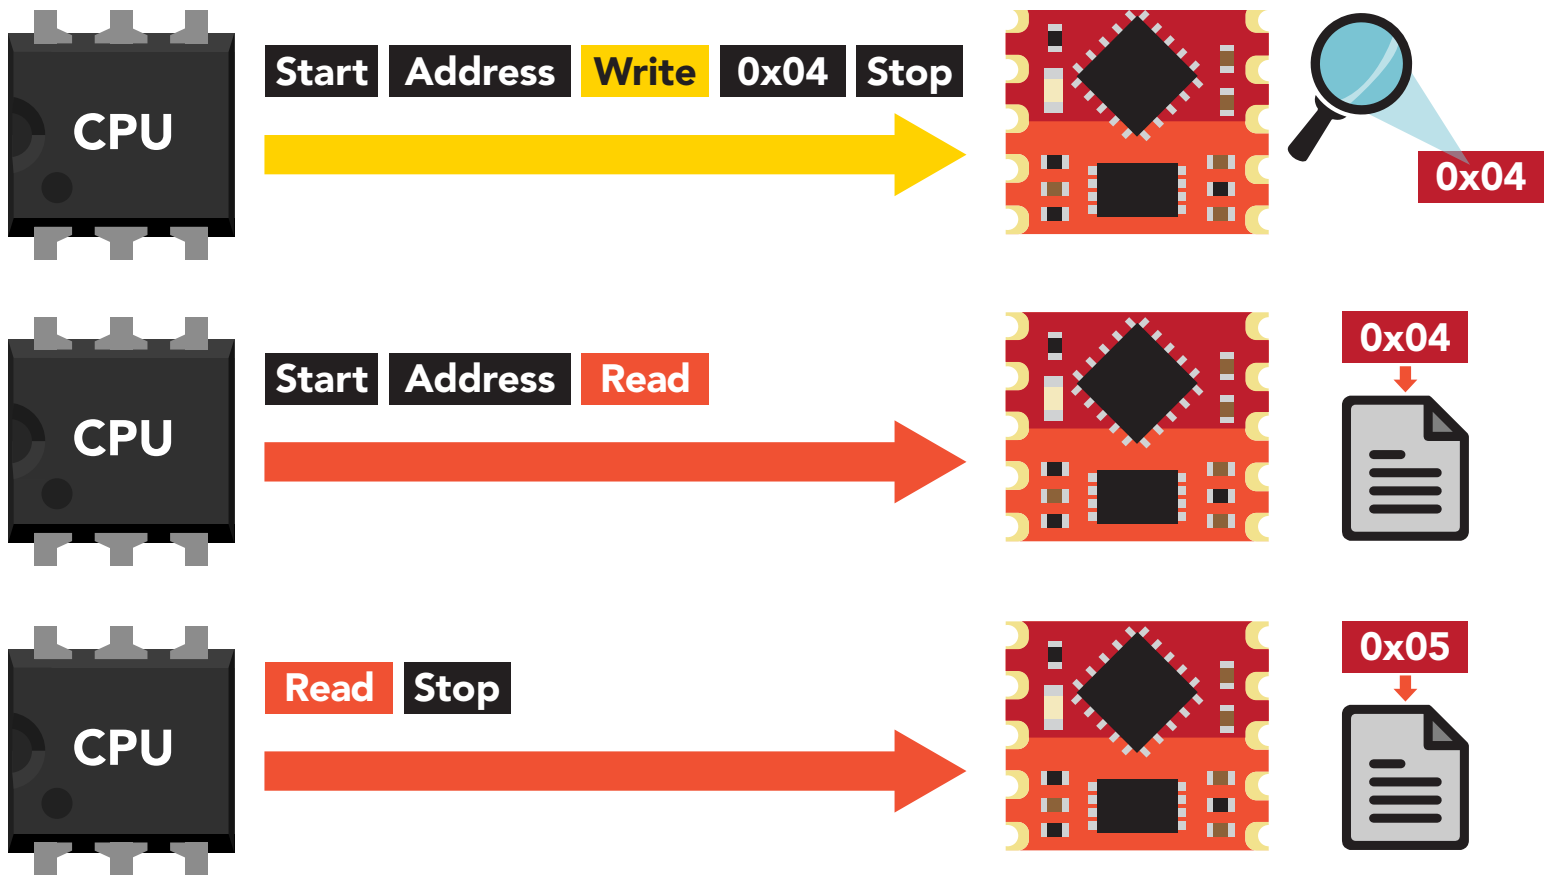 CPU
Start Address Write 0x04 Stop
0x04
CPU
Start Address Read
0x04
CPU
Read Stop
0x05